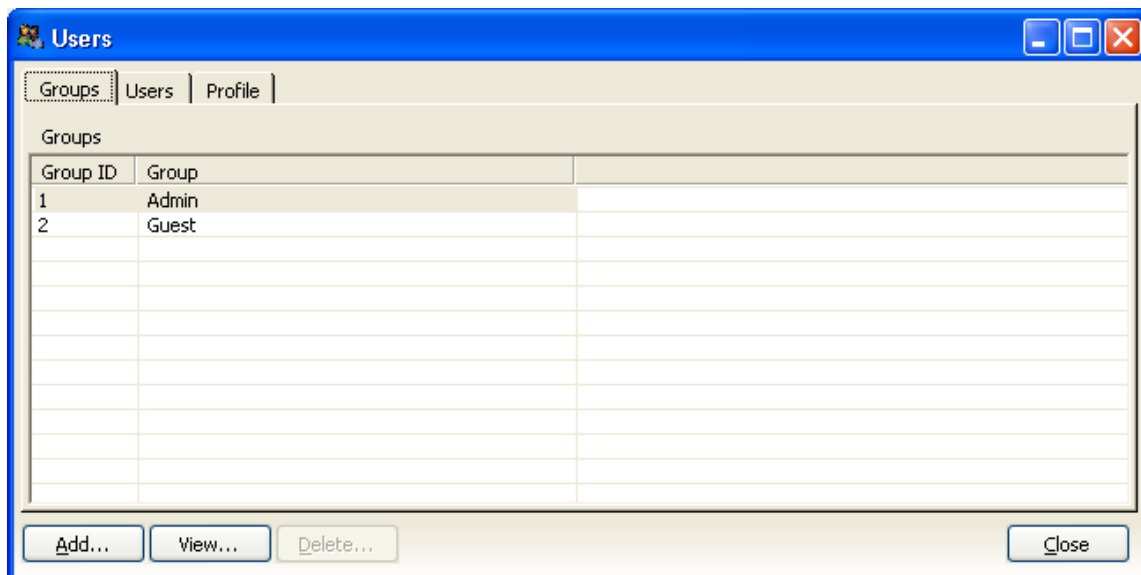 Users
Groups Users Profile
Groups
Group ID Group
1 Admin
2 Guest
Add... View... Delete... Close